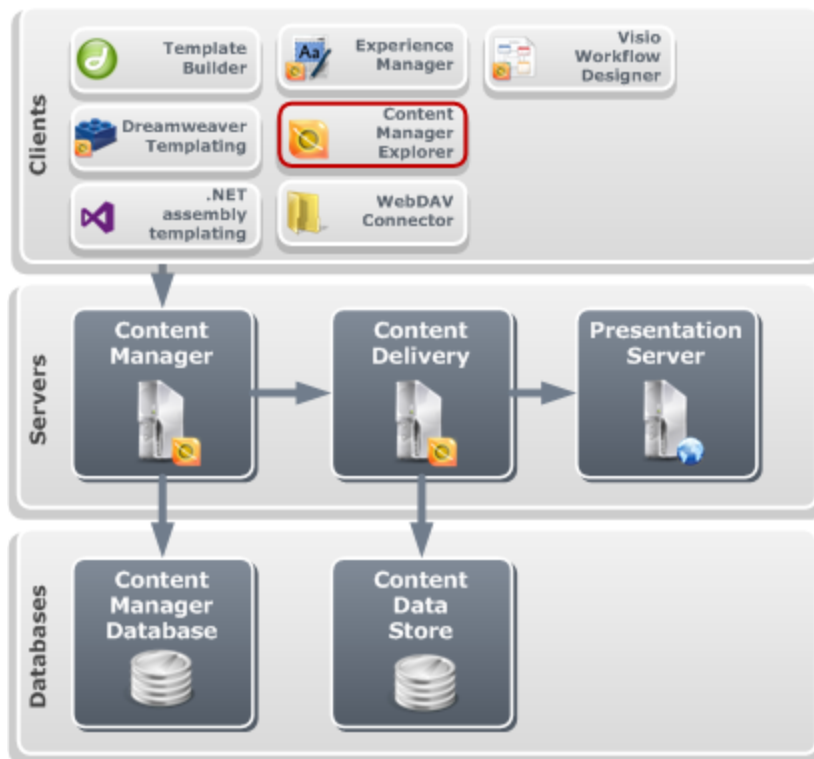 Clients
Template
Builder
Experience
Manager
Aa
Visio
Workflow
Designer
Dreamweaver
Templating
Content
Manager
Explorer
.NET
assembly
templating
WebDAV
Connector
Servers
Content
Manager
Content
Delivery
Presentation
Server
Databases
Content
Manager
Database
Content
Data
Store